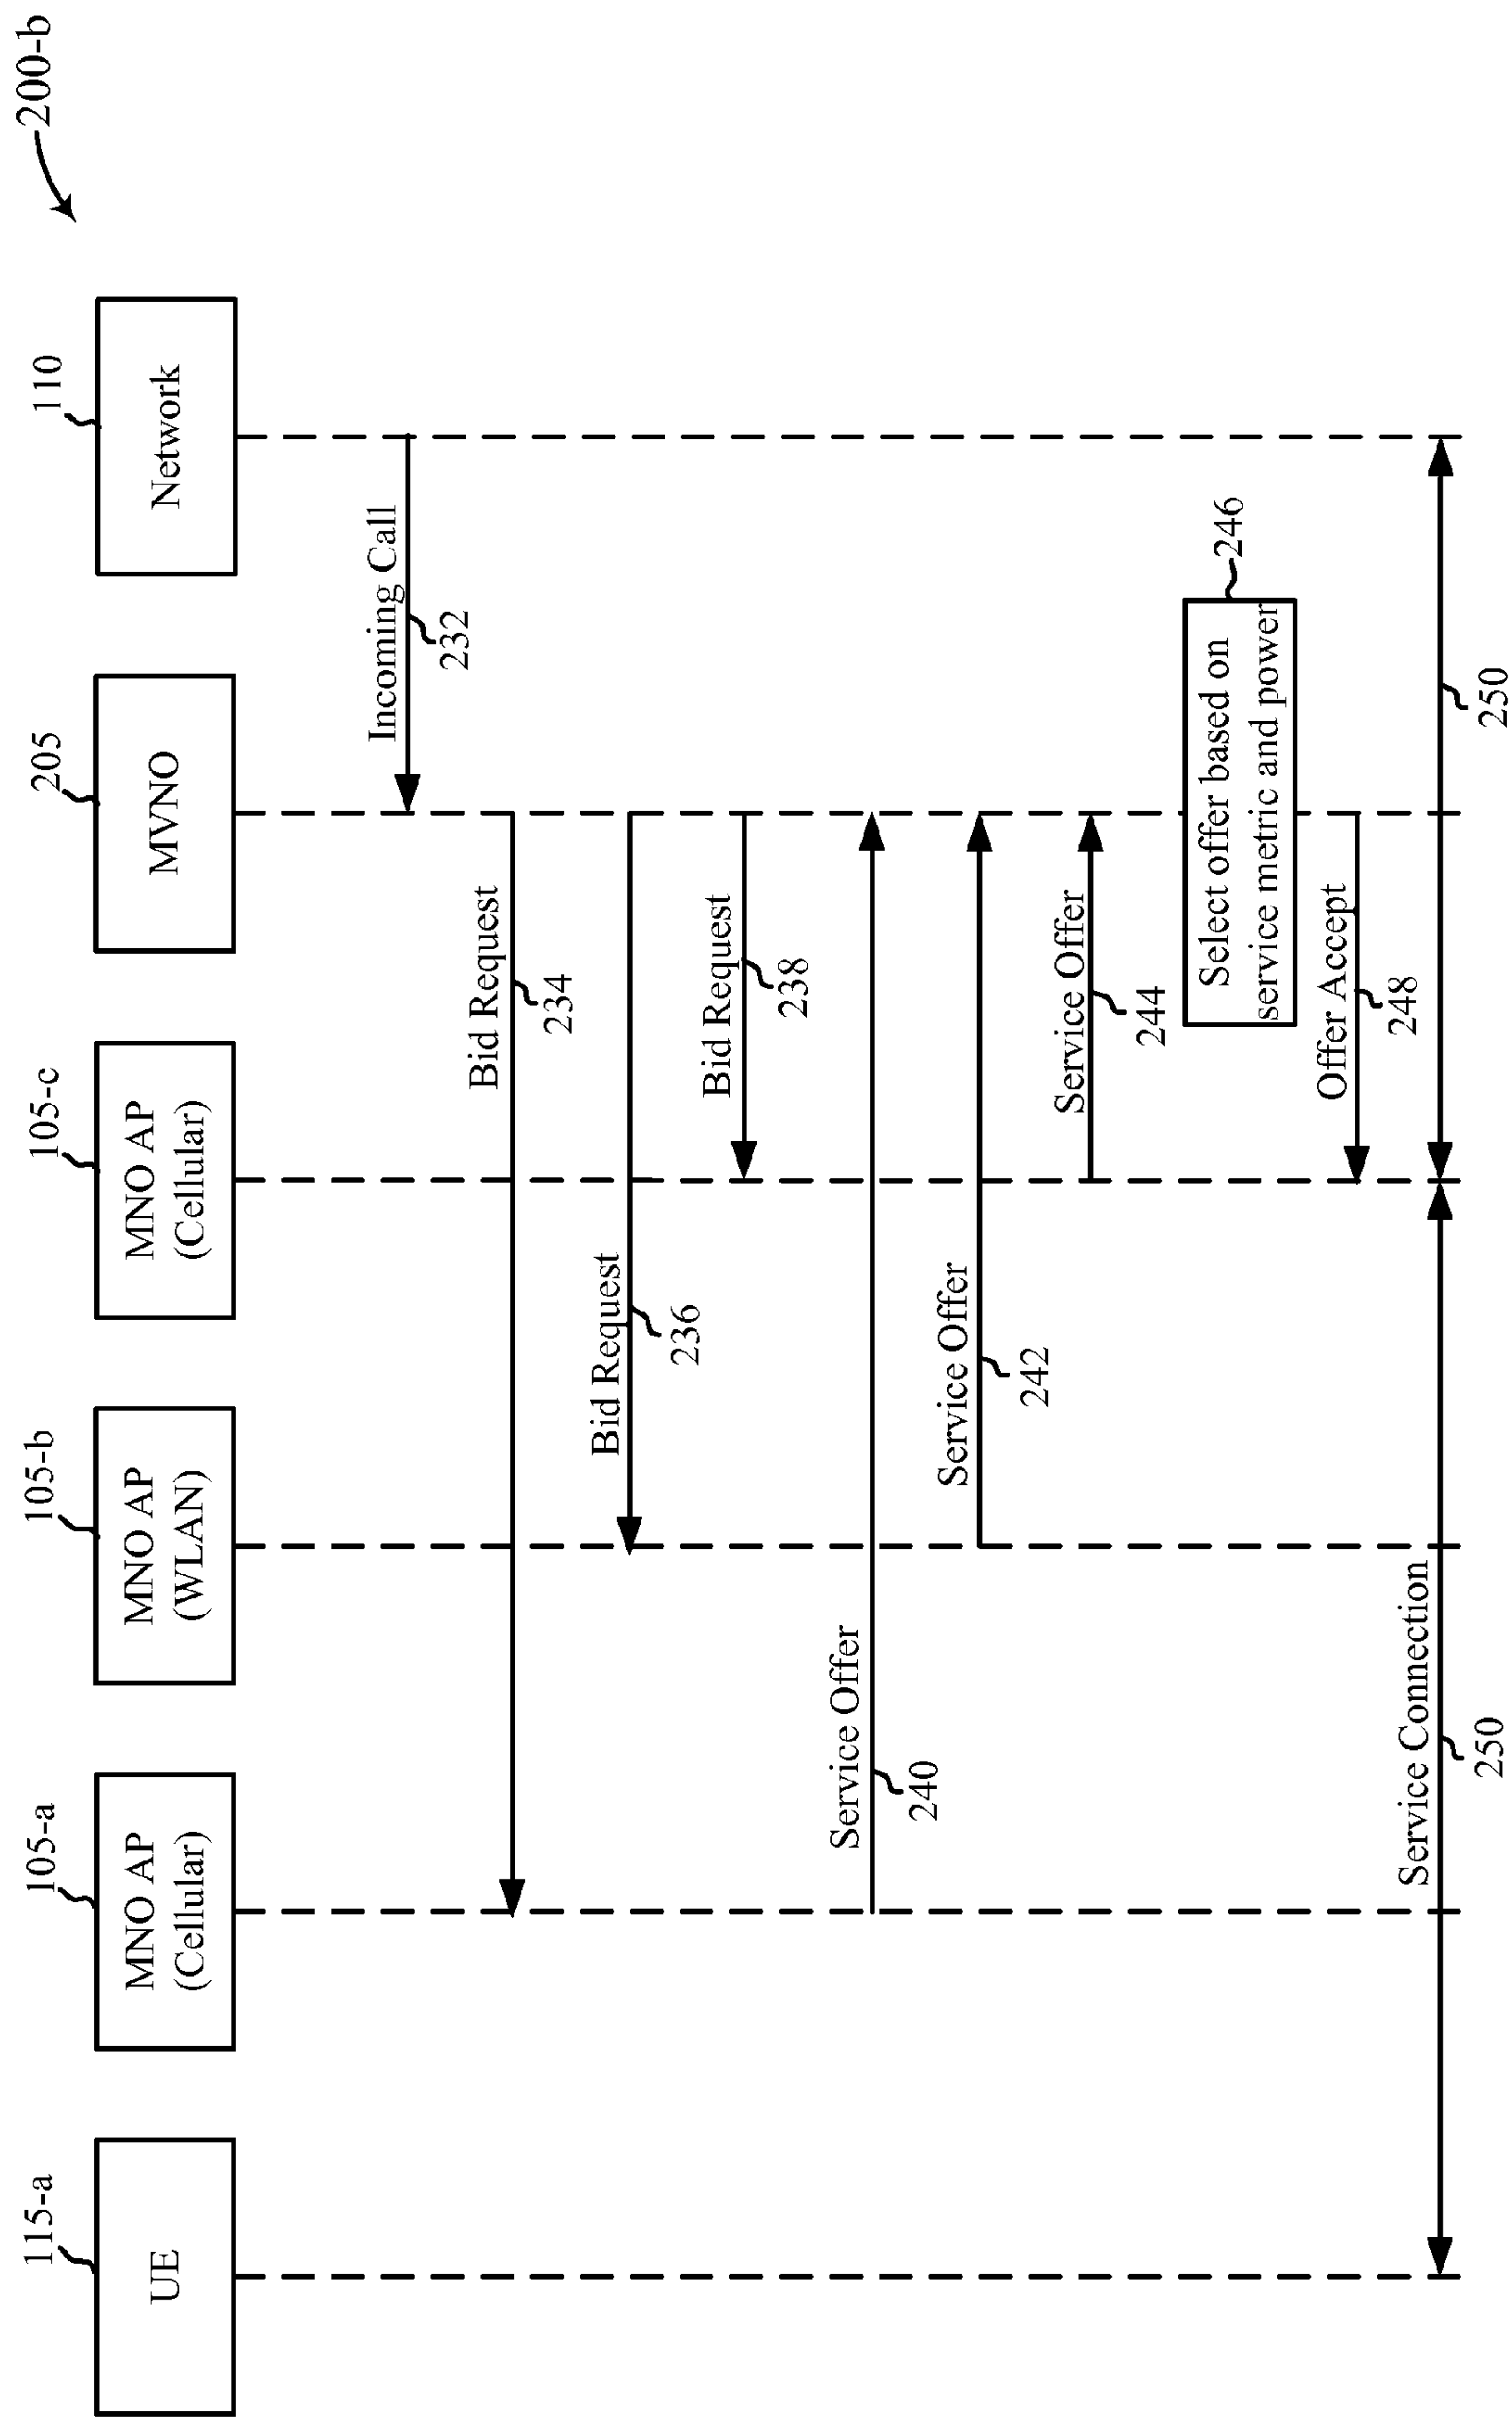 200-b
115-a
105-a
105-b
105-c
205
110
UE
MNO AP
(Cellular)
MNO AP
(WLAN)
MNO AP
(Cellular)
MVNO
Network
Incoming Call
232
Bid Request
234
Bid Request
236
Bid Request
238
Service Offer
240
Service Offer
242
Service Offer
244
Select offer based on
service metric and power
246
Offer Accept
248
Service Connection
250
250